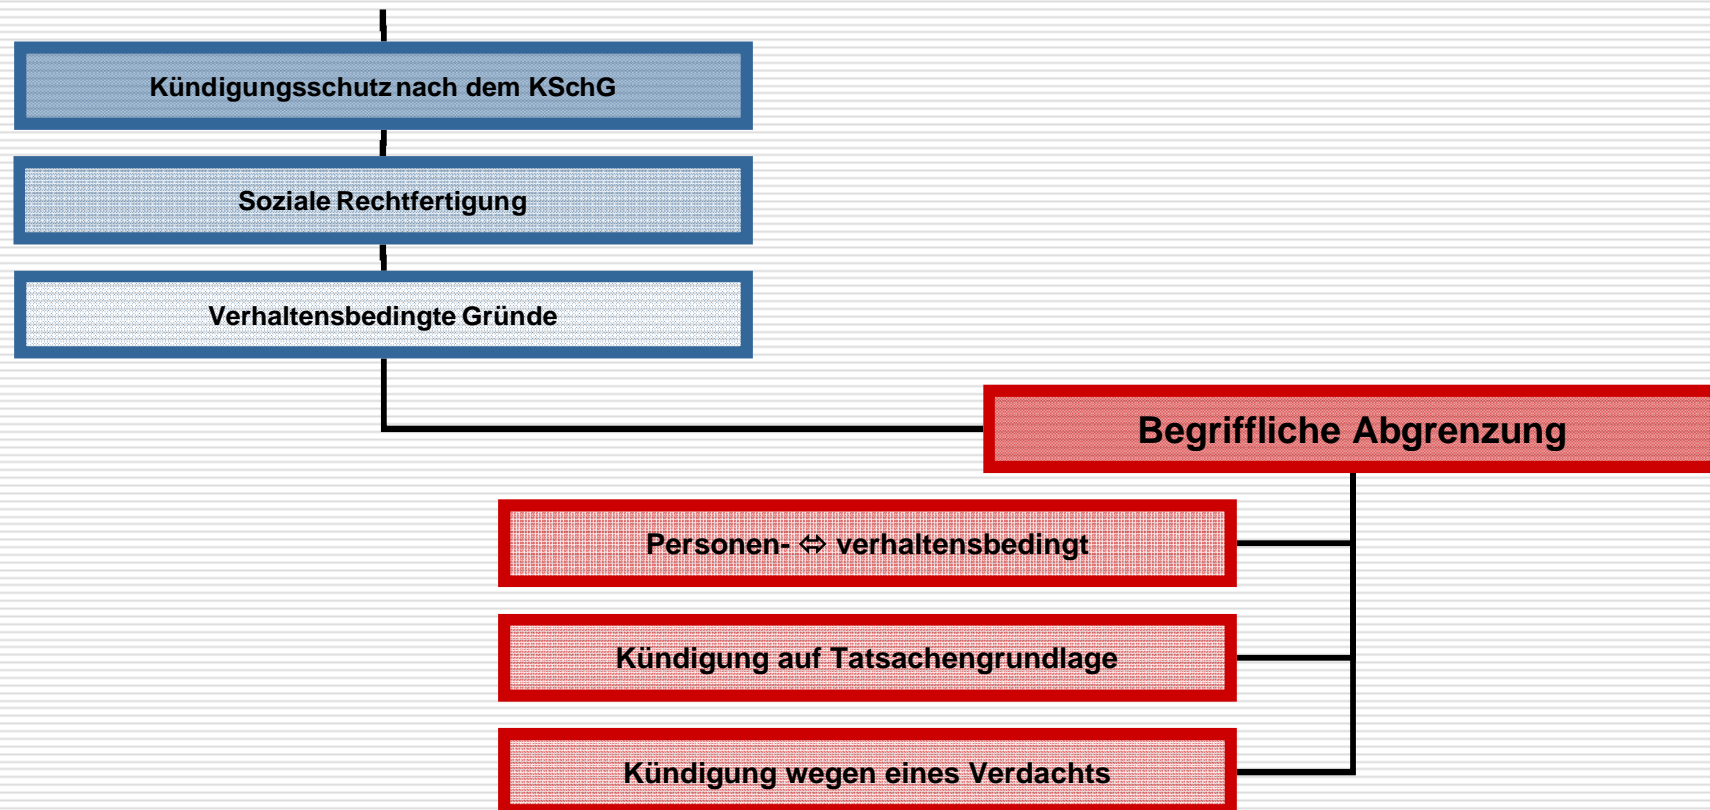 Kündigungsschutz nach dem KSchG
Soziale Rechtfertigung
Verhaltensbedingte Gründe
Begriffliche Abgrenzung
Personen- ⇔ verhaltensbedingt
Kündigung auf Tatsachengrundlage
Kündigung wegen eines Verdachts